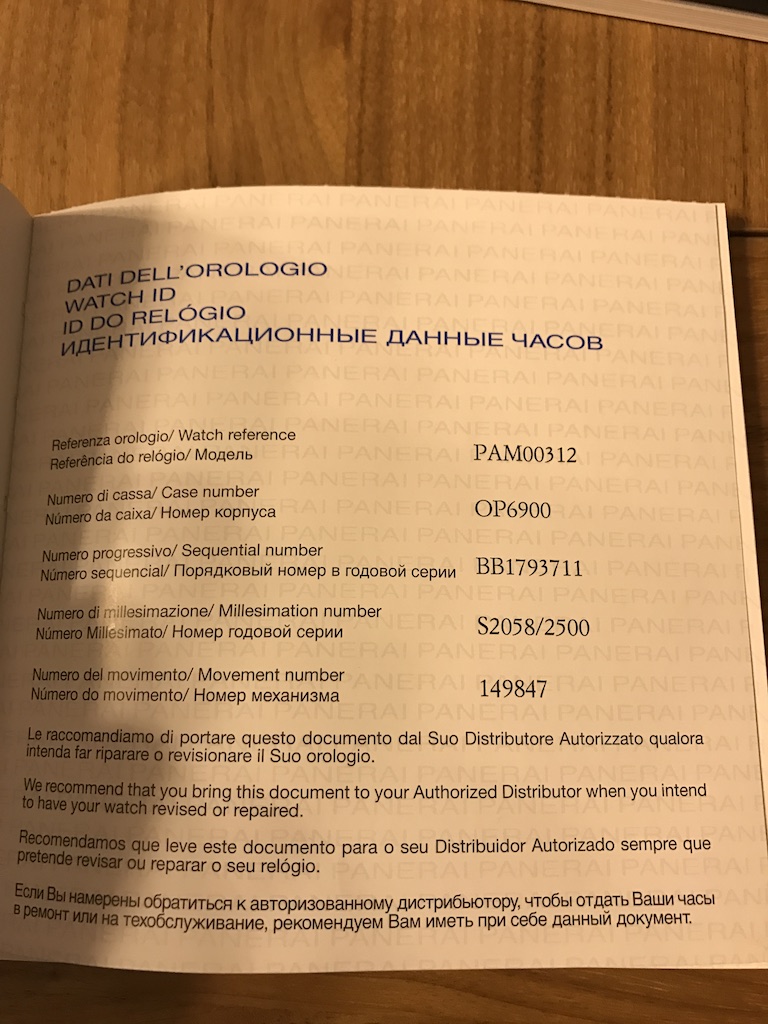 DATI DELL'OROLOGIO
WATCH ID
ID DO RELÓGIO
ИДЕНТИФИКАЦИОННЫЕ ДАННЫЕ ЧАСОВ
Referenza orologio/ Watch reference
Referência do relógio/ Модель PAM00312
Numero di cassa/ Case number
Número da caixa/ Номер корпуса OP6900
Numero progressivo/ Sequential number
Número sequencial/ Порядковый номер в годовой серии BB1793711
Numero di millesimazione/ Millesimation number
Número Millesimato/ Номер годовой серии S2058/2500
Numero del movimento/ Movement number
Número do movimento/ Номер механизма 149847
Le raccomandiamo di portare questo documento dal Suo Distributore Autorizzato qualora
intenda far riparare o revisionare il Suo orologio.
We recommend that you bring this document to your Authorized Distributor when you intend
to have your watch revised or repaired.
Recomendamos que leve este documento para o seu Distribuidor Autorizado sempre que
pretende revisar ou reparar o seu relógio.
Если Вы намерены обратиться к авторизованному дистрибьютору, чтобы отдать Ваши часы
в ремонт или на техобслуживание, рекомендуем Вам иметь при себе данный документ.